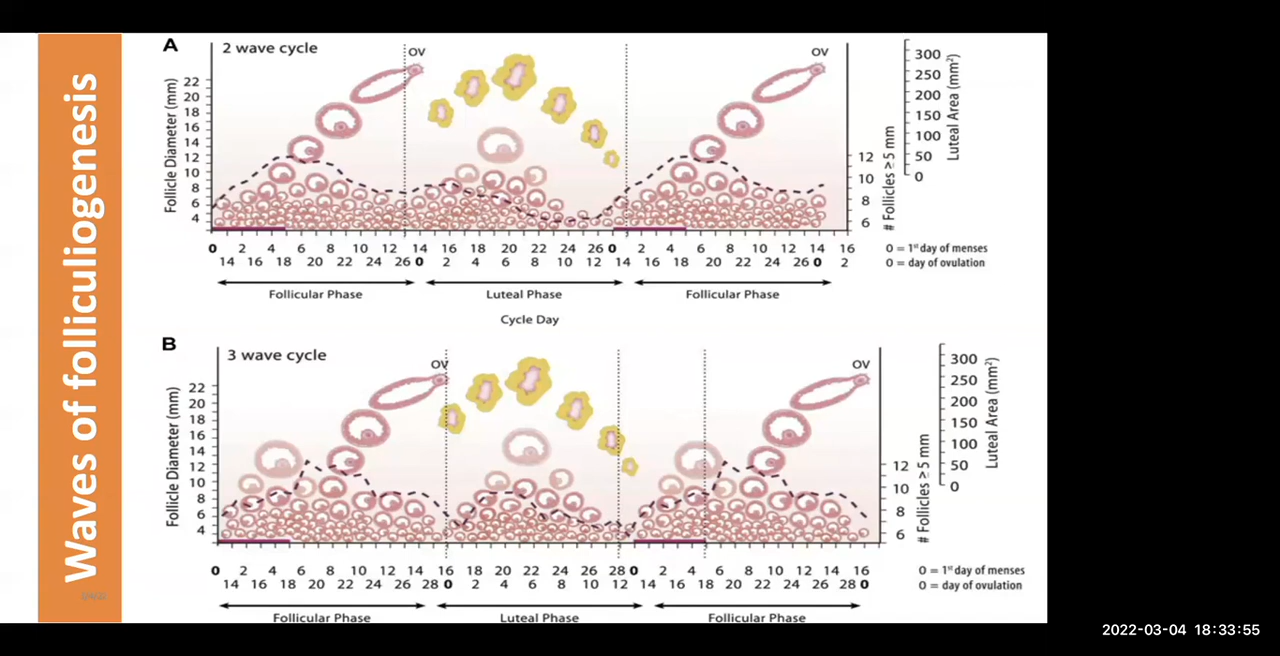 Waves of folliculiogenesis
A
2 wave cycle
OV
OV
Follicle Diameter (mm)
22
20
18
16
14
12
10
8
6
4
12
10
8
6
# Follicles ≥ 5 mm
300
250
200
150
100
50
0
Luteal Area (mm²)
0 2 4 6 8 10 12 14 16 18 20 22 24 26 0 2 4 6 8 10 12 14 16
14 16 18 20 22 24 26 0 2 4 6 8 10 12 14 16 18 20 22 24 26 0 2
0 = 1st day of menses
0 = day of ovulation
Follicular Phase
Luteal Phase
Follicular Phase
Cycle Day
B
3 wave cycle
OV
OV
Follicle Diameter (mm)
22
20
18
16
14
12
10
8
6
4
12
10
8
6
# Follicles ≥ 5 mm
300
250
200
150
100
50
0
Luteal Area (mm²)
0 2 4 6 8 10 12 14 16 18 20 22 24 26 28 0 2 4 6 8 10 12 14 16
14 16 18 20 22 24 26 28 0 2 4 6 8 10 12 14 16 18 20 22 24 26 28 0
0 = 1st day of menses
0 = day of ovulation
Follicular Phase
Luteal Phase
Follicular Phase
2022-03-04 18:33:55